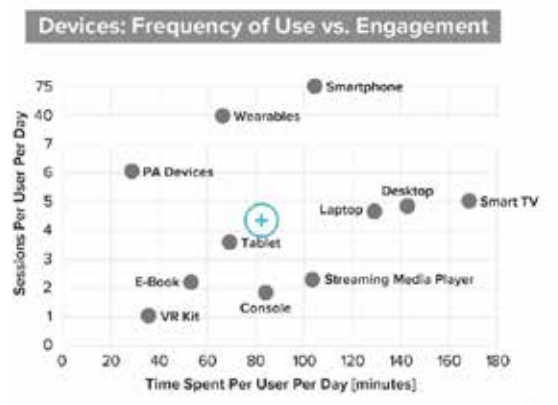 Devices: Frequency of Use vs. Engagement
75
Smartphone
40
Wearables
7
6
PA Devices
5
Desktop
Smart TV
Laptop
4
Tablet
3
E-Book
Streaming Media Player
2
Console
1
VR Kit
0
Sessions Per User Per Day
0 20 40 60 80 100 120 140 160 180
Time Spent Per User Per Day [minutes]